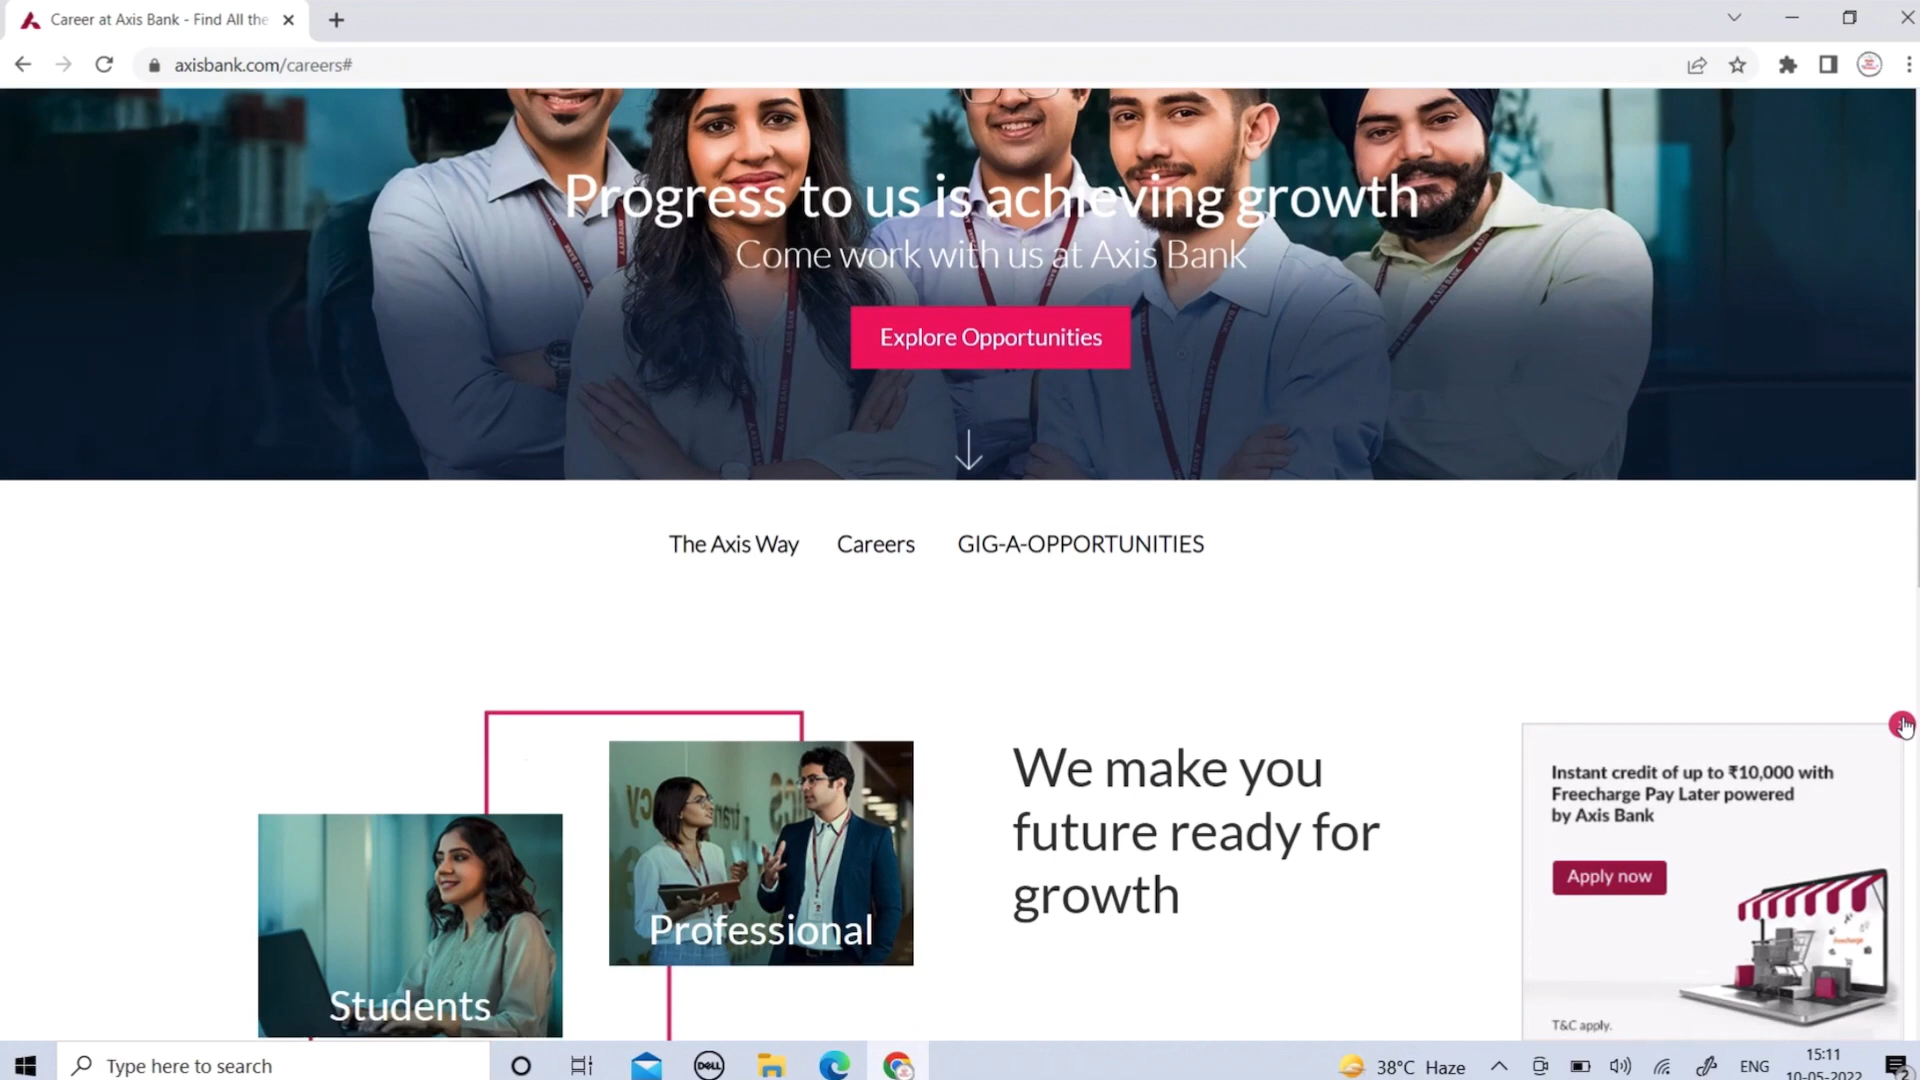 Career at Axis Bank - Find All the
axisbank.com/careers#
Progress to us is achieving growth
Come work with us at Axis Bank
Explore Opportunities
The Axis Way
Careers
GIG-A-OPPORTUNITIES
Professional
Students
We make you
future ready for
growth
Instant credit of up to ₹10,000 with
Freecharge Pay Later powered
by Axis Bank
Apply now
T&C apply.
Type here to search
DELL
38°C Haze
ENG
15:11
10-05-2022
2